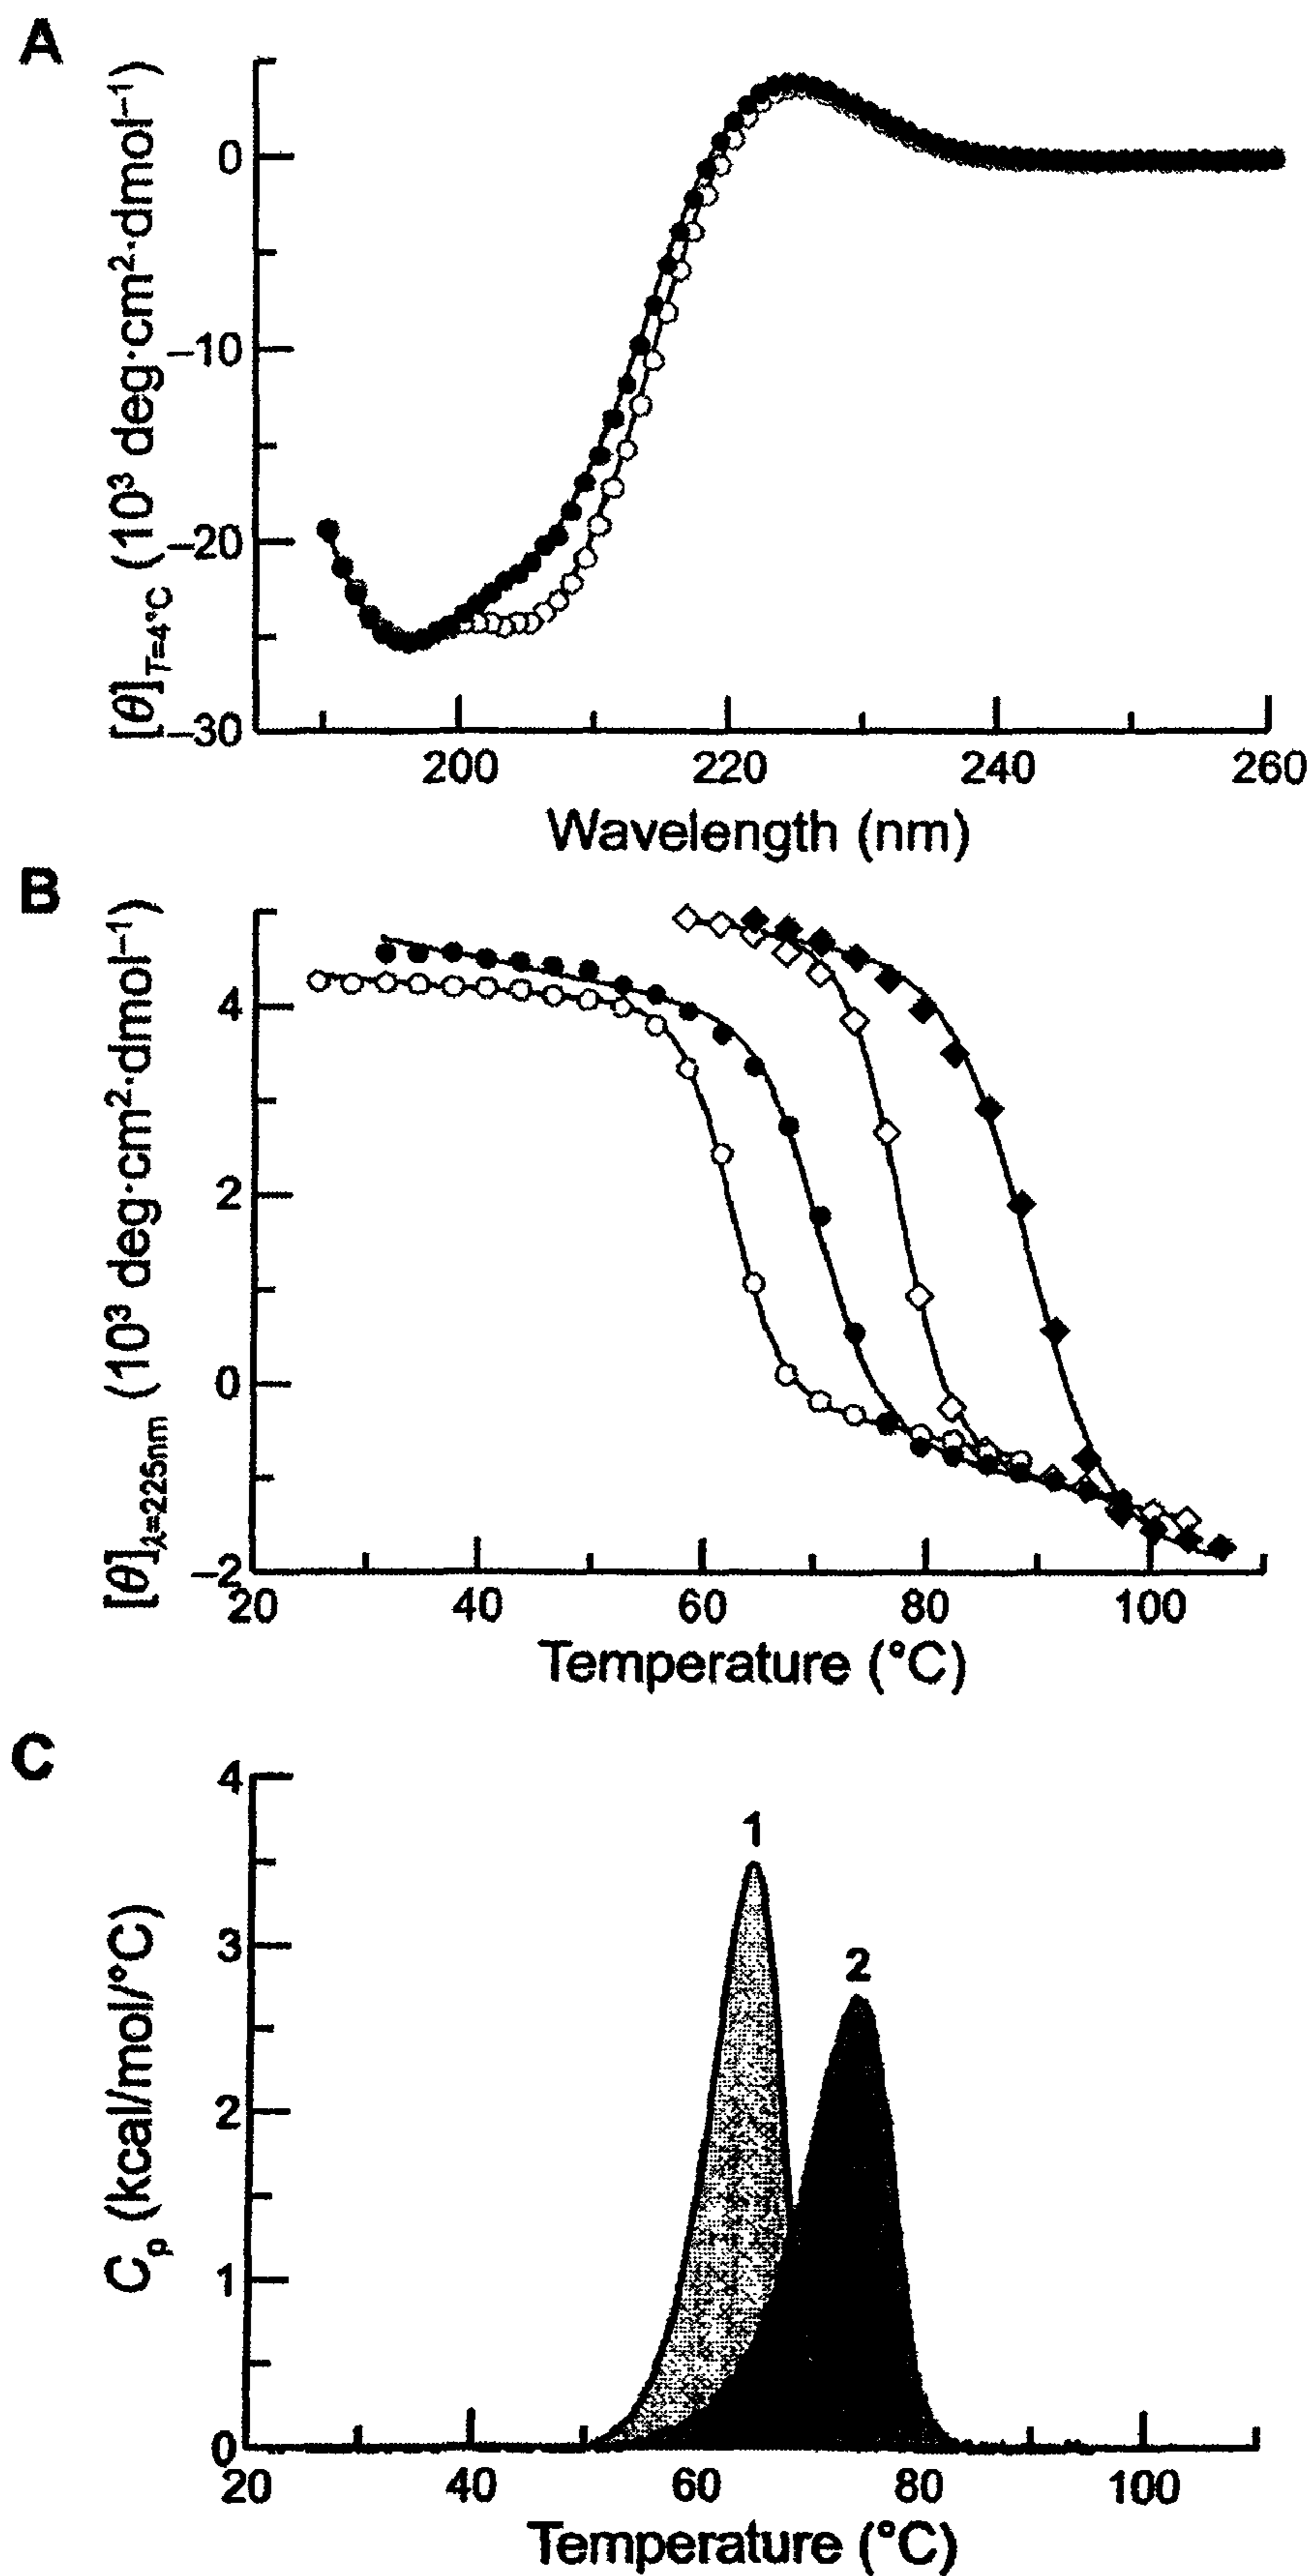 A
[θ]T=4°C (10³ deg·cm²·dmol⁻¹)
0
–10
–20
–30
200 220 240 260
Wavelength (nm)
B
[θ]λ=225nm (10³ deg·cm²·dmol⁻¹)
4
2
0
–2
20 40 60 80 100
Temperature (°C)
C
Cp (kcal/mol/°C)
4
1
3
2
2
1
0
20 40 60 80 100
Temperature (°C)